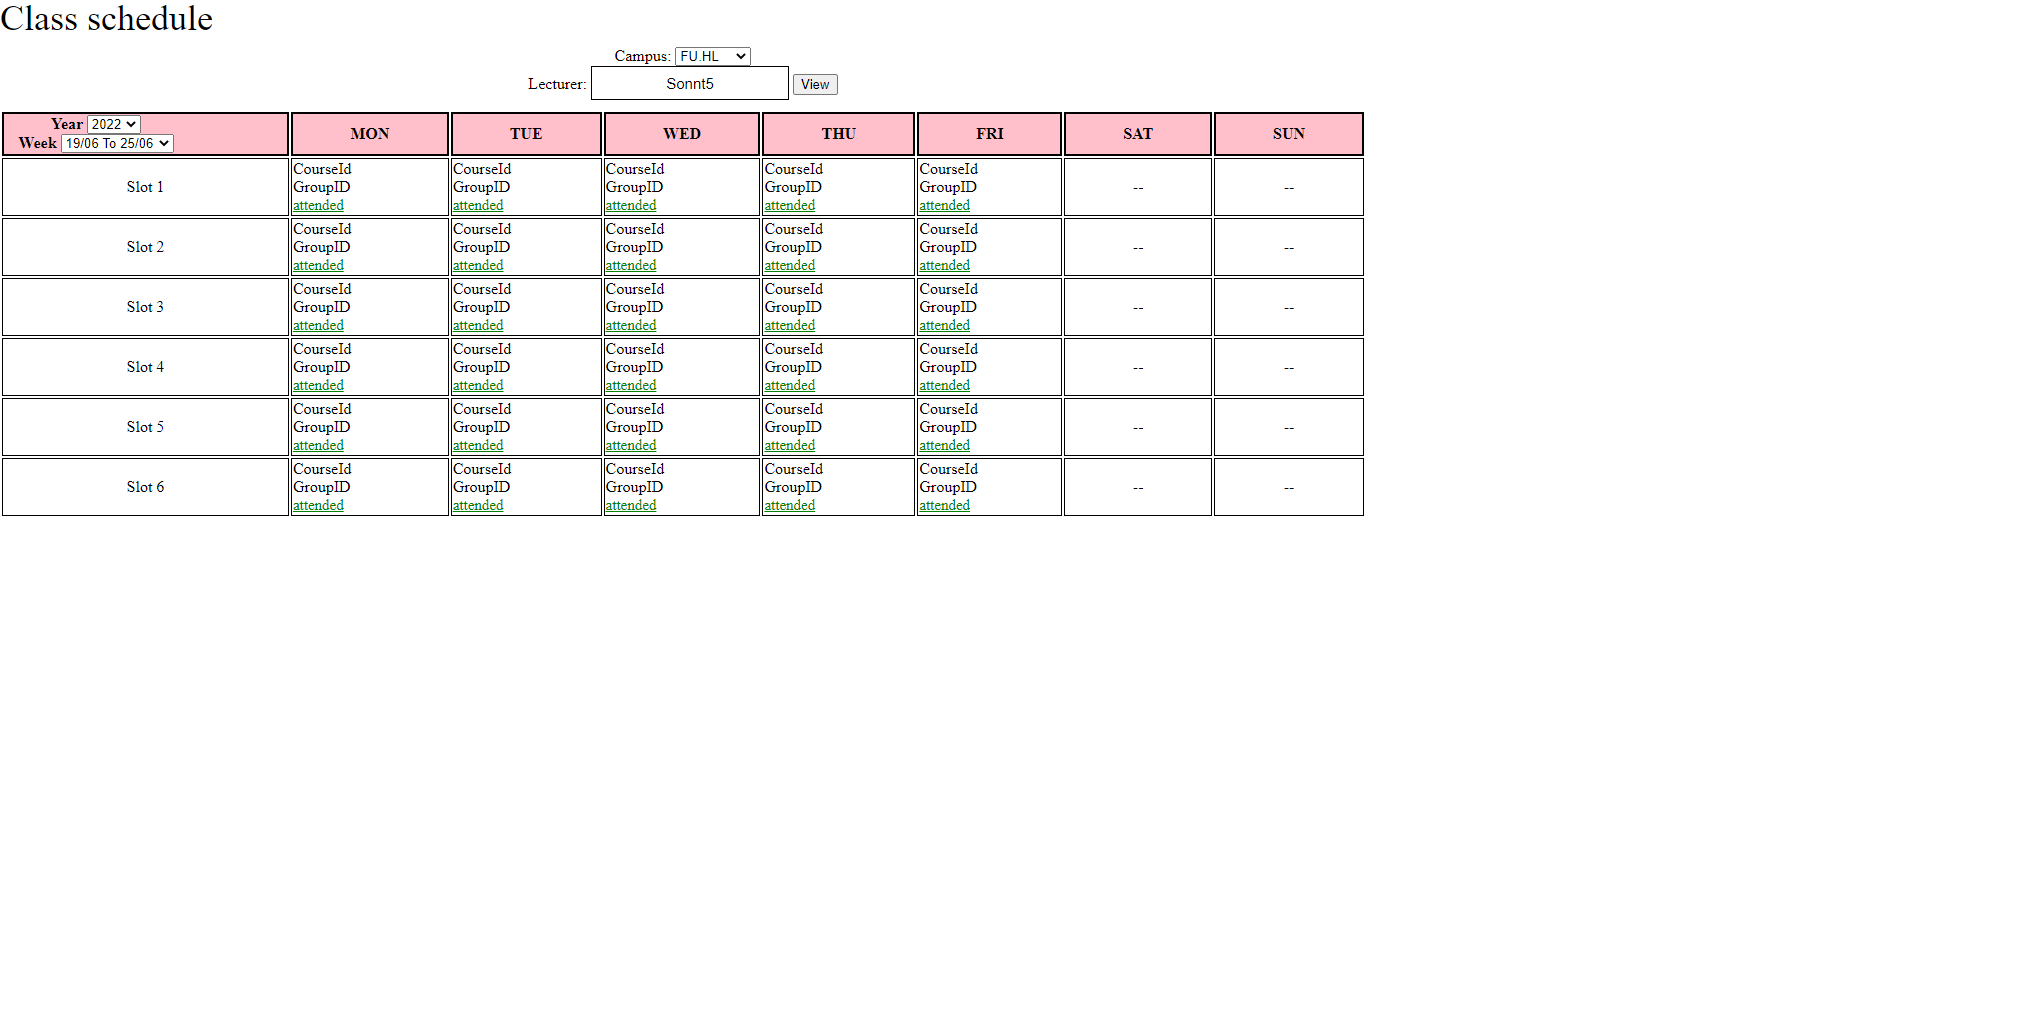 Class schedule
Campus: FU.HL
Lecturer: Sonnt5 View
Year 2022
Week 19/06 To 25/06
MON TUE WED THU FRI SAT SUN
Slot 1
CourseId CourseId CourseId CourseId CourseId
GroupID GroupID GroupID GroupID GroupID
attended attended attended attended attended
-- --
Slot 2
CourseId CourseId CourseId CourseId CourseId
GroupID GroupID GroupID GroupID GroupID
attended attended attended attended attended
-- --
Slot 3
CourseId CourseId CourseId CourseId CourseId
GroupID GroupID GroupID GroupID GroupID
attended attended attended attended attended
-- --
Slot 4
CourseId CourseId CourseId CourseId CourseId
GroupID GroupID GroupID GroupID GroupID
attended attended attended attended attended
-- --
Slot 5
CourseId CourseId CourseId CourseId CourseId
GroupID GroupID GroupID GroupID GroupID
attended attended attended attended attended
-- --
Slot 6
CourseId CourseId CourseId CourseId CourseId
GroupID GroupID GroupID GroupID GroupID
attended attended attended attended attended
-- --